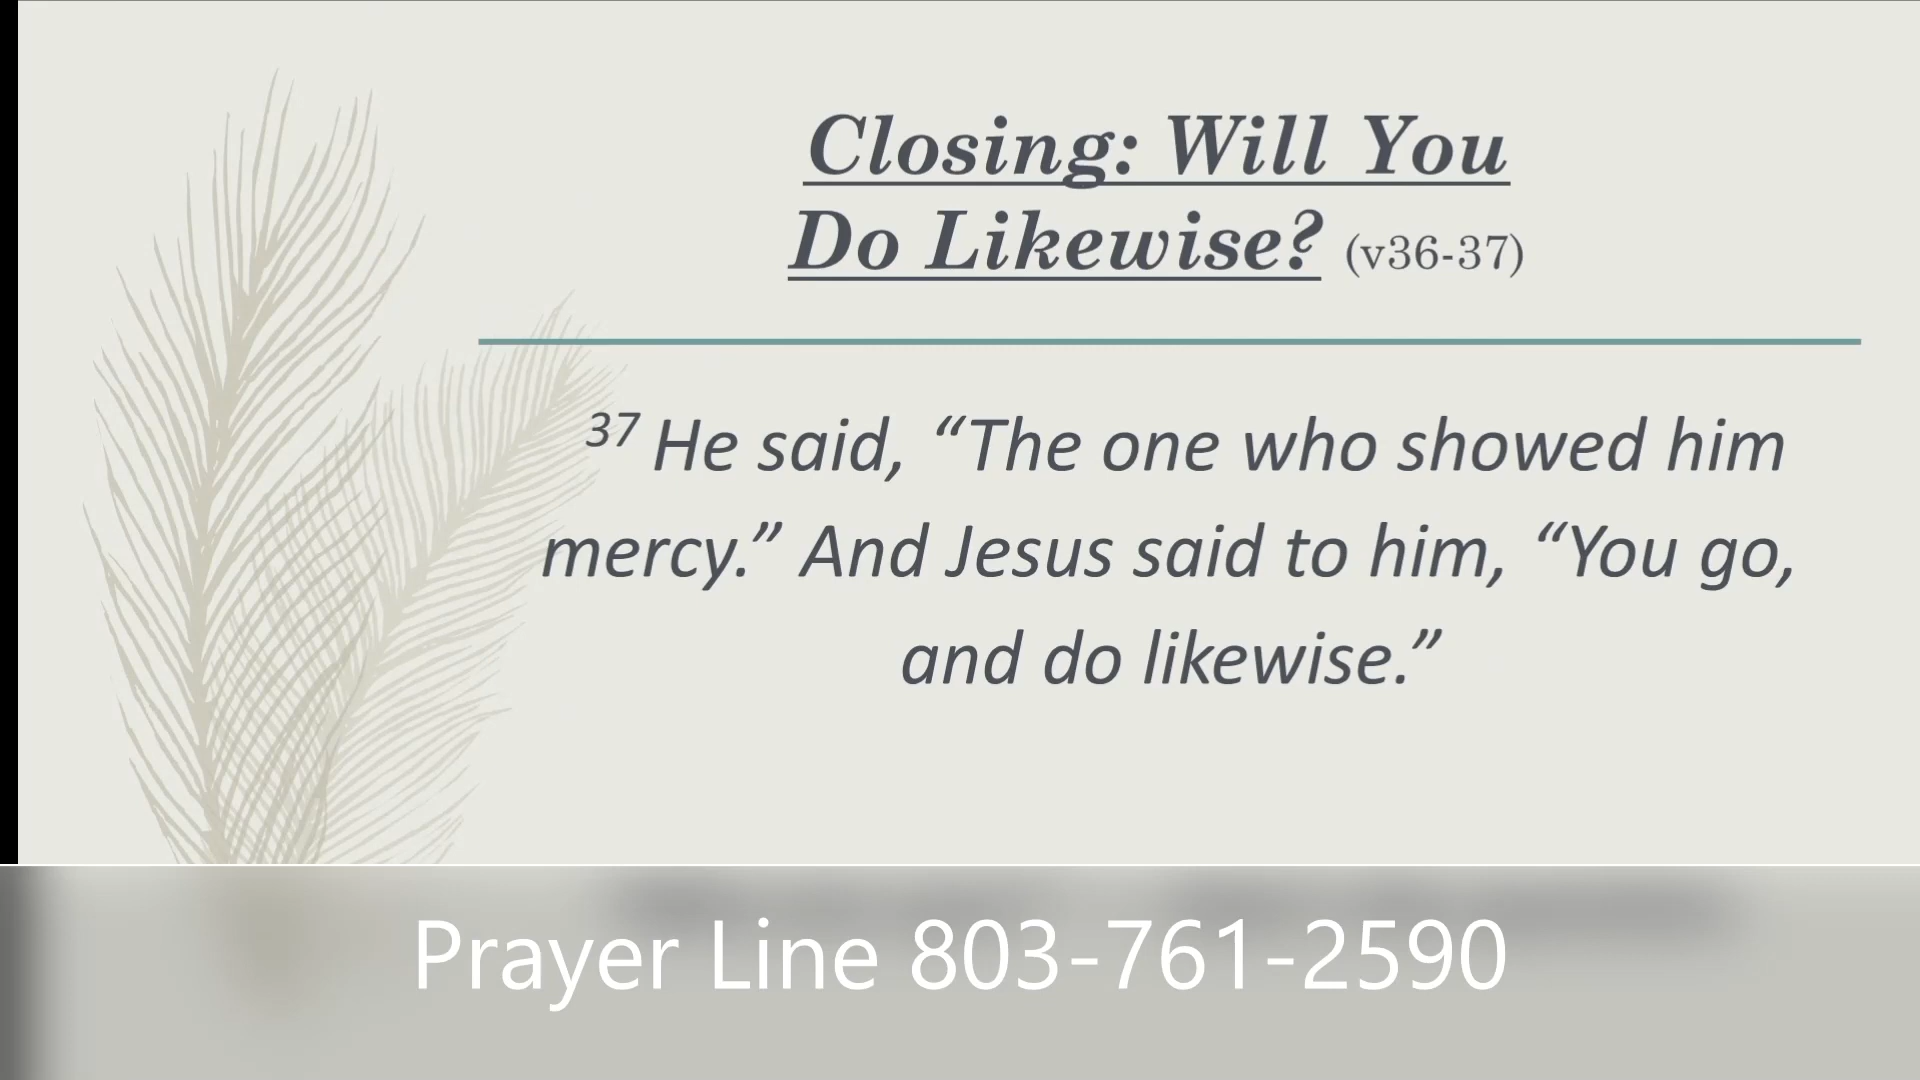 Closing: Will You
Do Likewise? (v36-37)
37 He said, “The one who showed him
mercy.” And Jesus said to him, “You go,
and do likewise.”
Prayer Line 803-761-2590